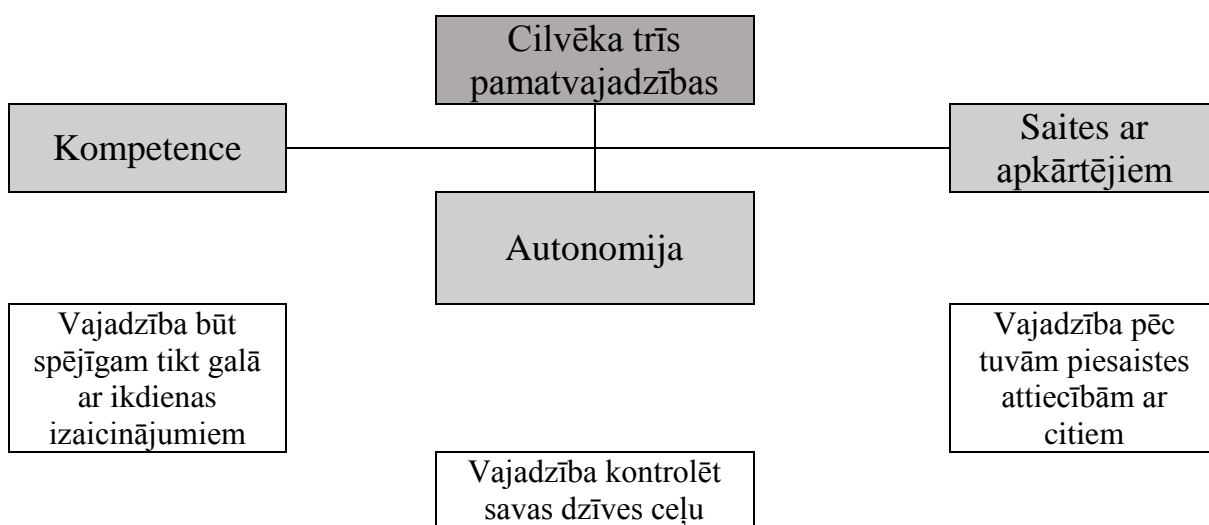 Cilvēka trīs
pamatvajadzības
Kompetence
Saites ar
apkārtējiem
Autonomija
Vajadzība būt
spējīgam tikt galā
ar ikdienas
izaicinājumiem
Vajadzība pēc
tuvām piesaistes
attiecībām ar
citiem
Vajadzība kontrolēt
savas dzīves ceļu